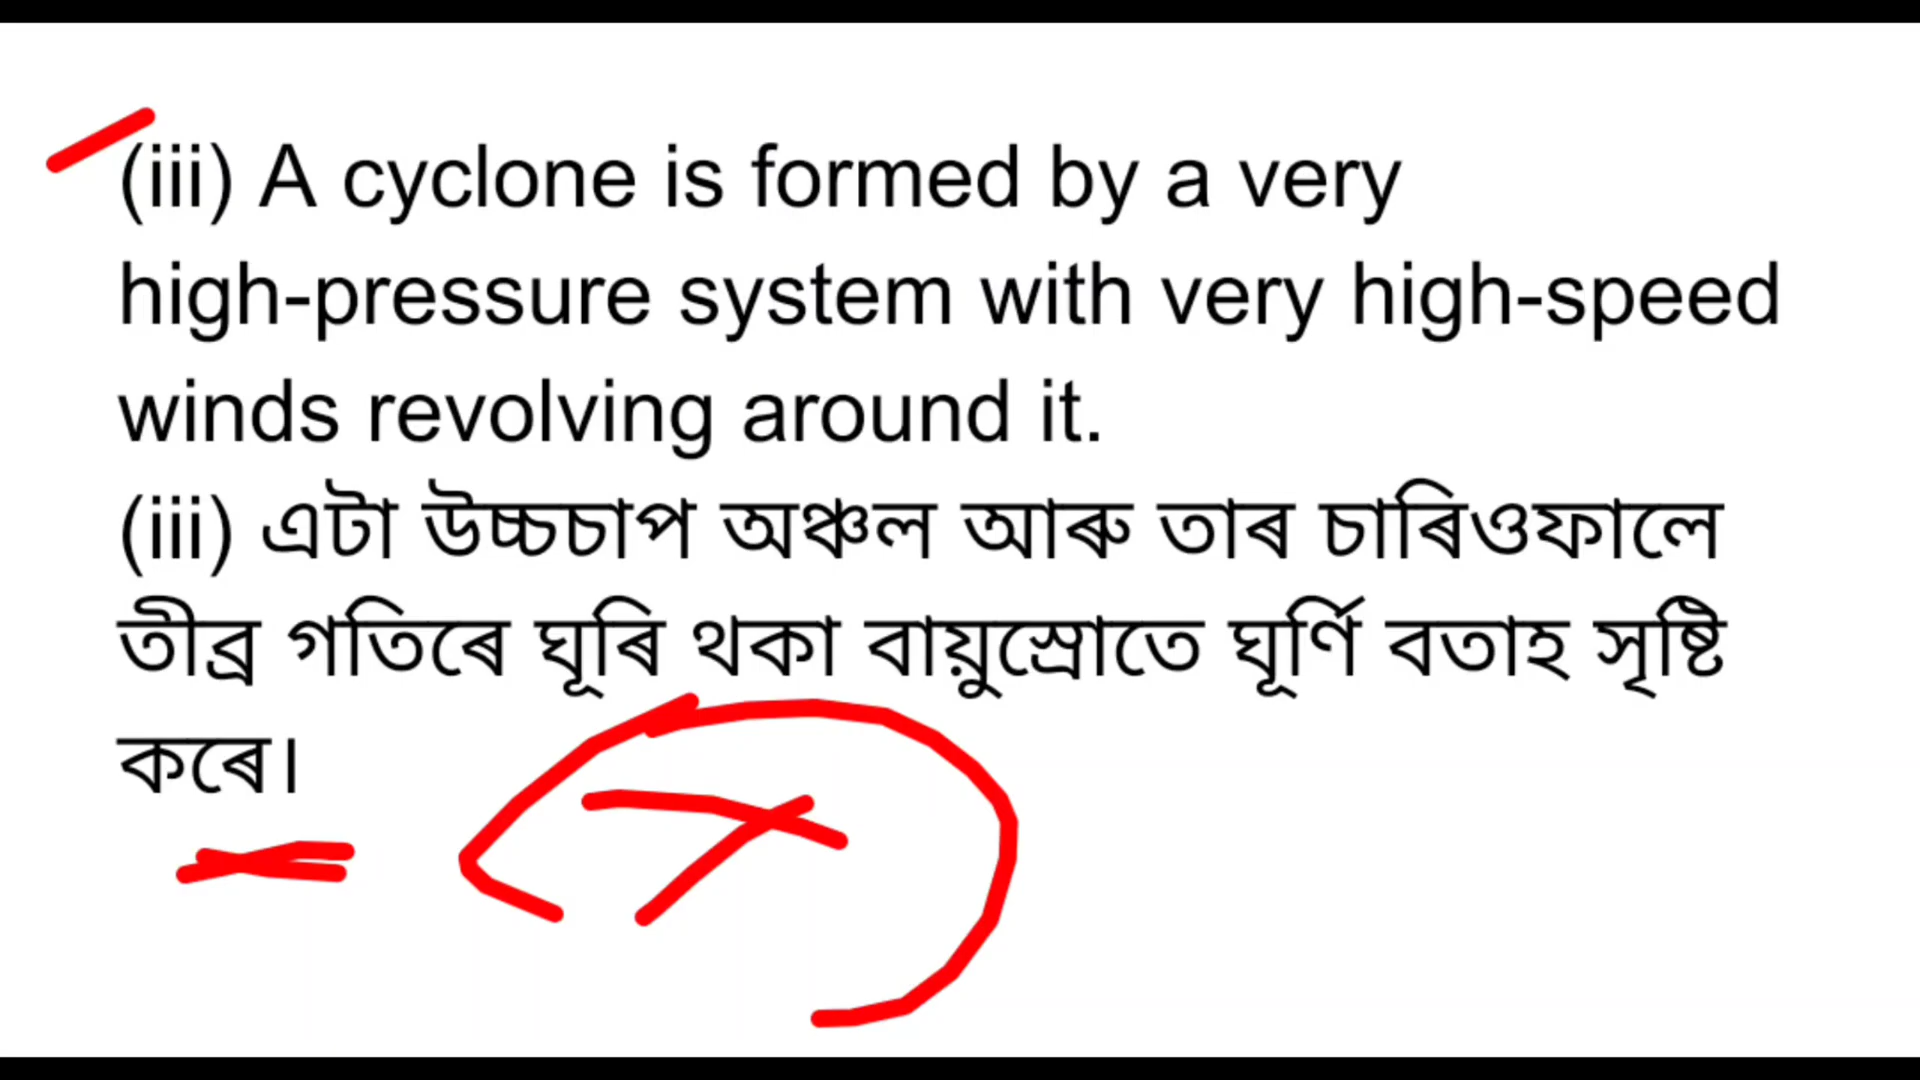 (iii) A cyclone is formed by a very
high-pressure system with very high-speed
winds revolving around it.
(iii) এটা উচ্চচাপ অঞ্চল আৰু তাৰ চাৰিওফালে
তীব্ৰ গতিৰে ঘূৰি থকা বায়ুস্ৰোতে ঘূৰ্ণি বতাহ সৃষ্টি
কৰে।